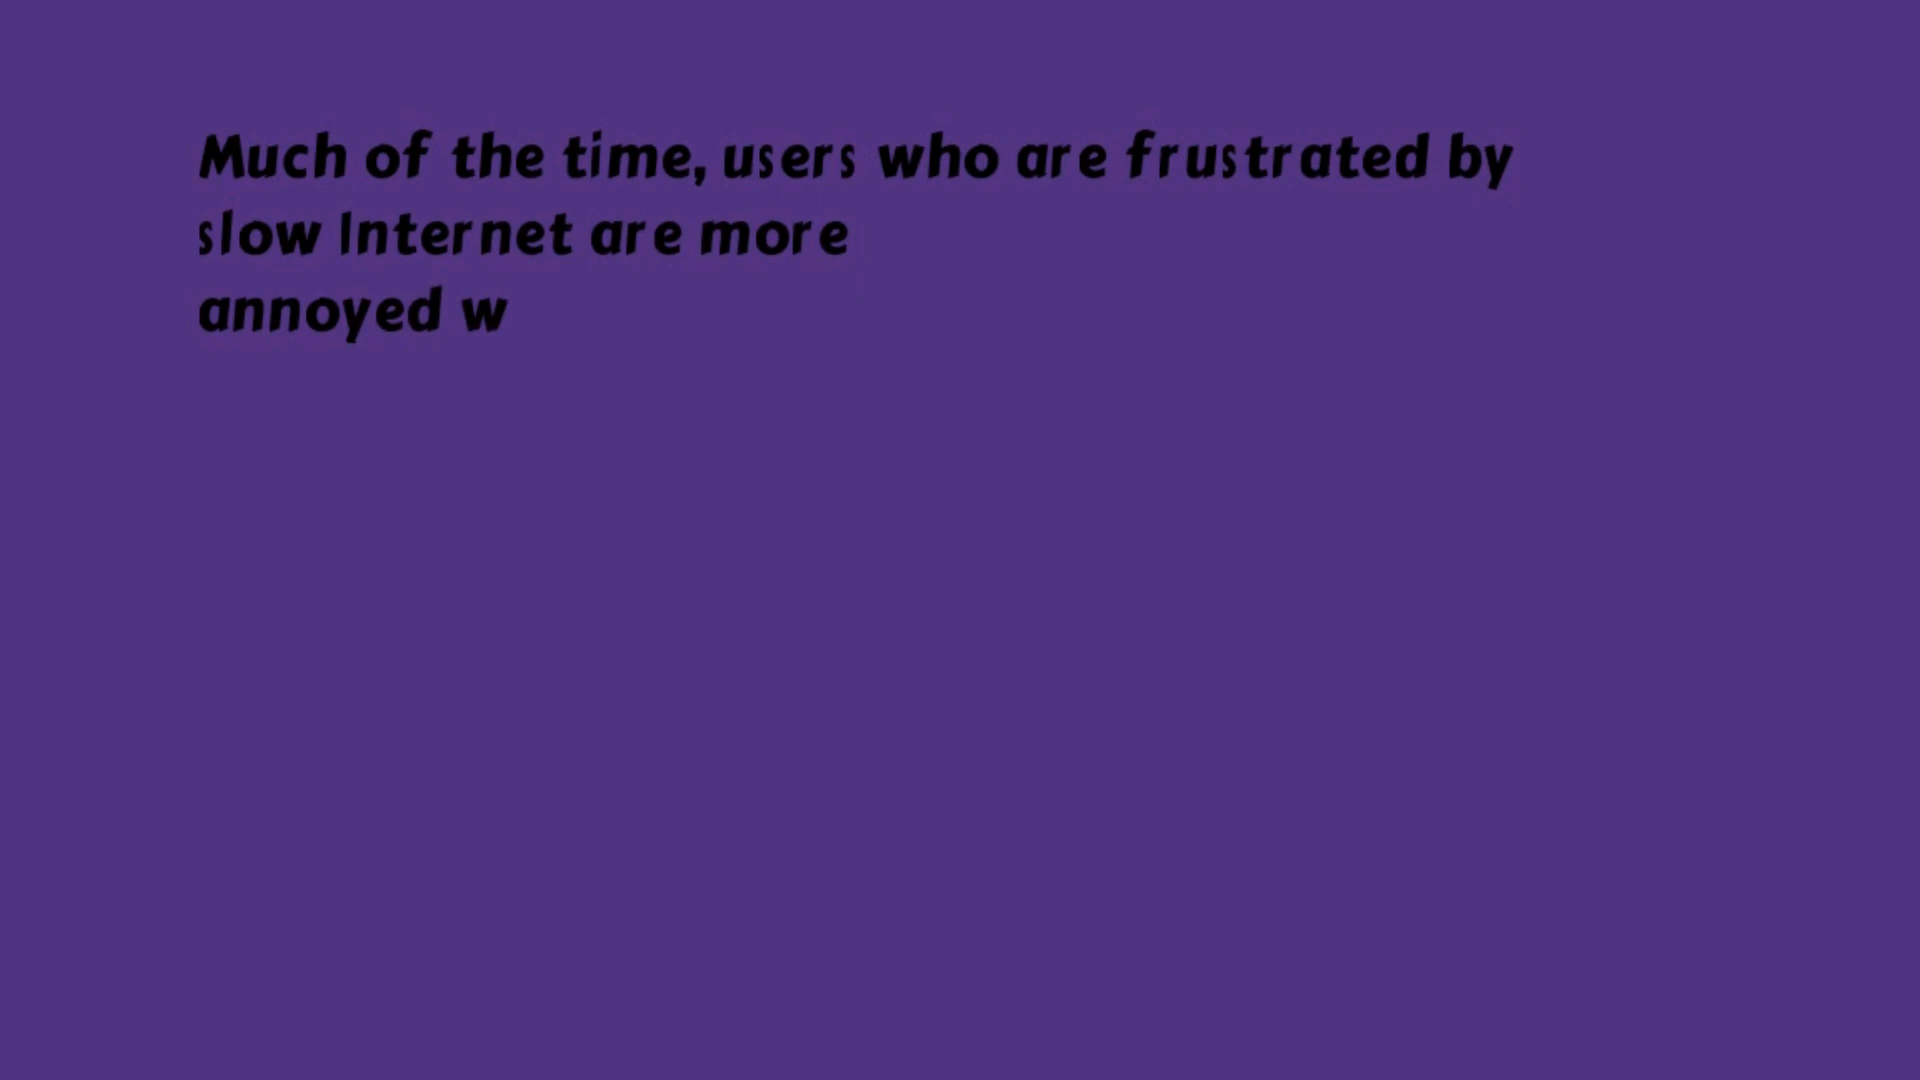 Much of the time, users who are frustrated by
slow Internet are more
annoyed w